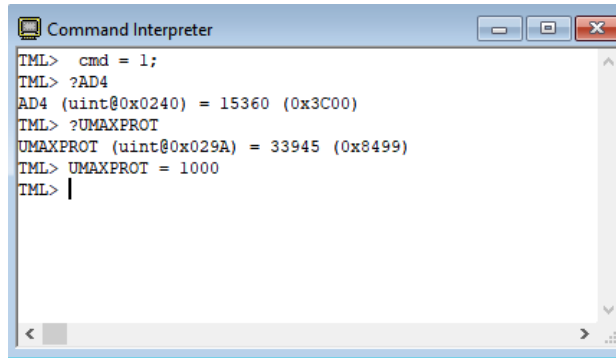 Command Interpreter
TML>  cmd = 1;
TML> ?AD4
AD4 (uint@0x0240) = 15360 (0x3C00)
TML> ?UMAXPROT
UMAXPROT (uint@0x029A) = 33945 (0x8499)
TML> UMAXPROT = 1000
TML>